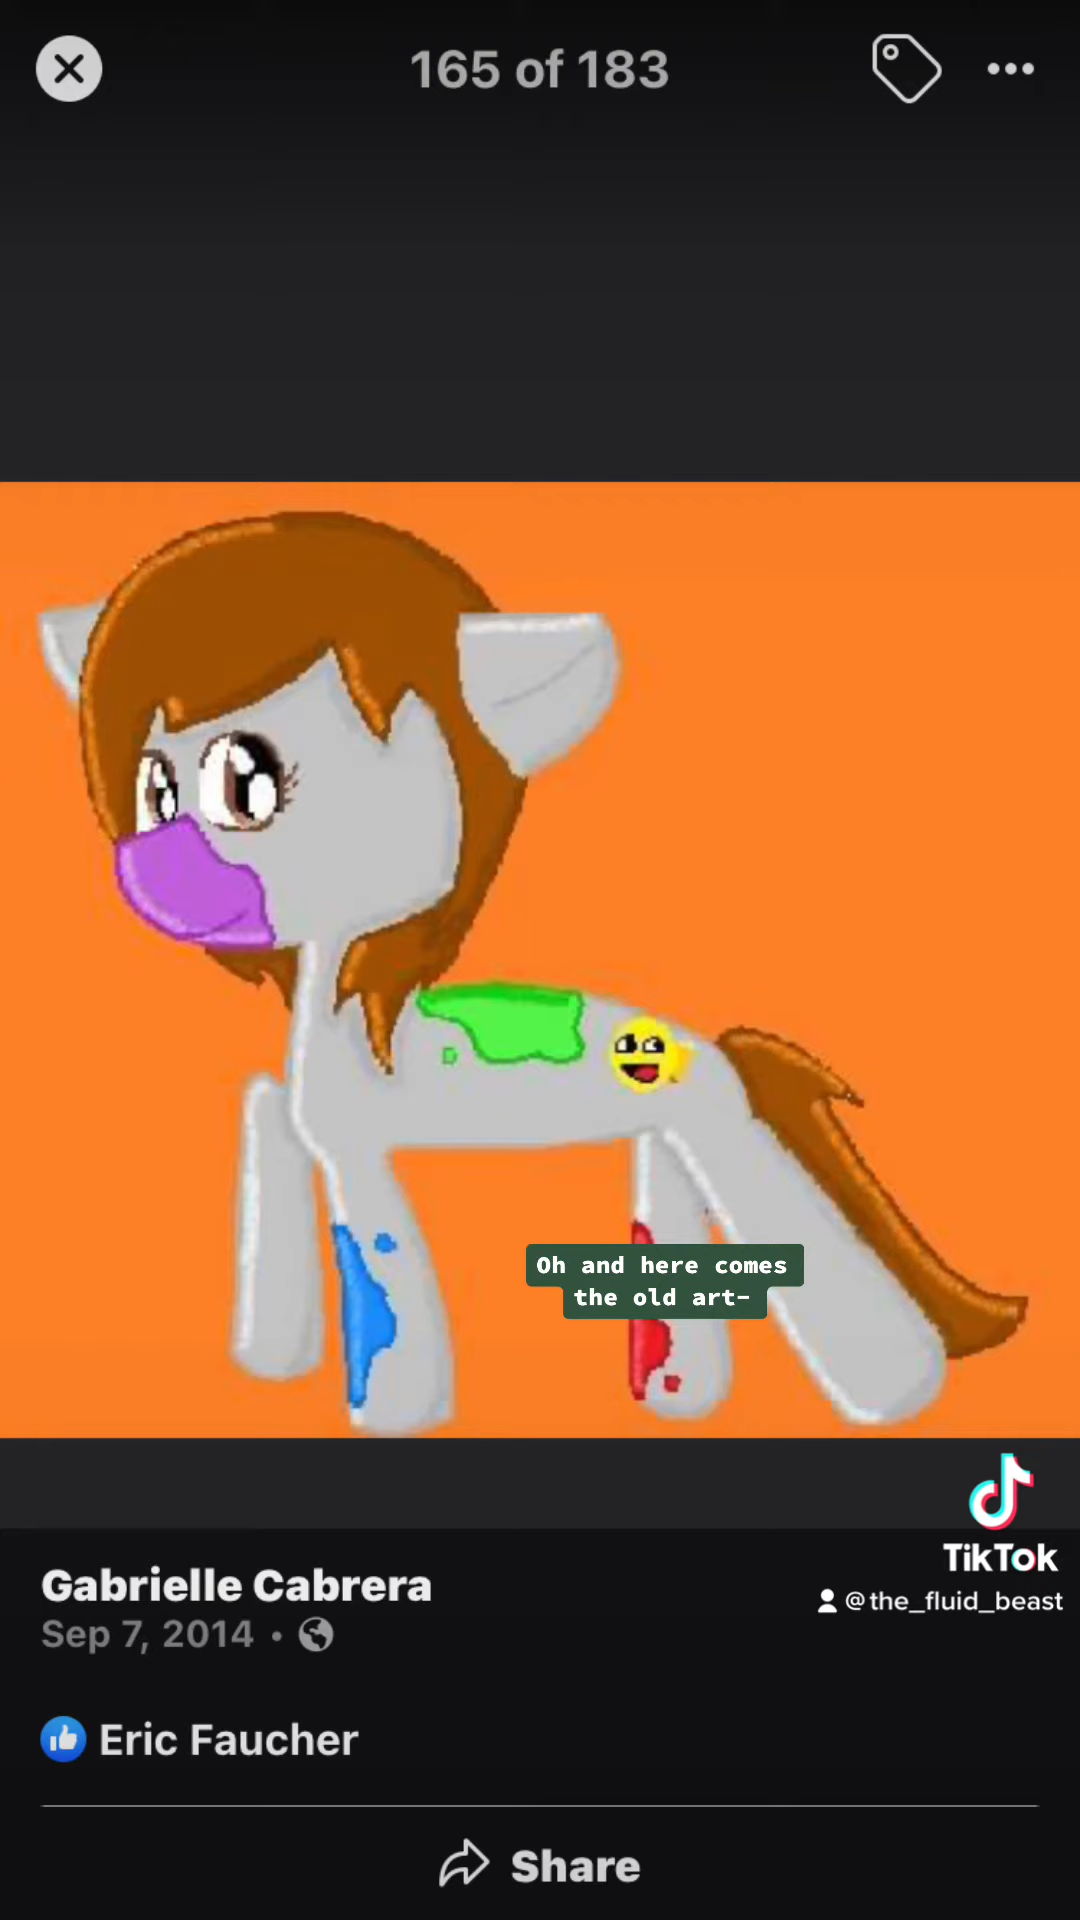 165 of 183
Oh and here comes
the old art-
TikTok
@the_fluid_beast
Gabrielle Cabrera
Sep 7, 2014 •
Eric Faucher
Share